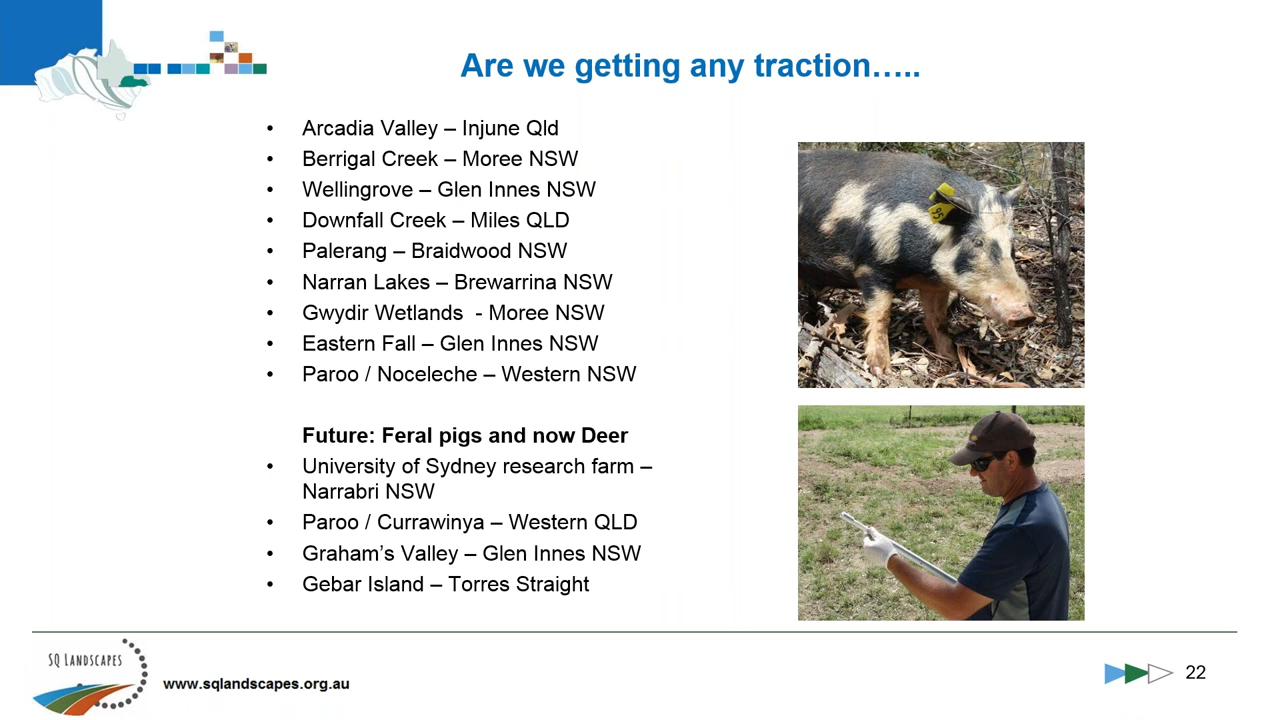 Are we getting any traction…..
• Arcadia Valley – Injune Qld
• Berrigal Creek – Moree NSW
• Wellingrove – Glen Innes NSW
• Downfall Creek – Miles QLD
• Palerang – Braidwood NSW
• Narran Lakes – Brewarrina NSW
• Gwydir Wetlands - Moree NSW
• Eastern Fall – Glen Innes NSW
• Paroo / Noceleche – Western NSW
Future: Feral pigs and now Deer
• University of Sydney research farm –
Narrabri NSW
• Paroo / Currawinya – Western QLD
• Graham’s Valley – Glen Innes NSW
• Gebar Island – Torres Straight
95
SQ LANDSCAPES
www.sqlandscapes.org.au
22